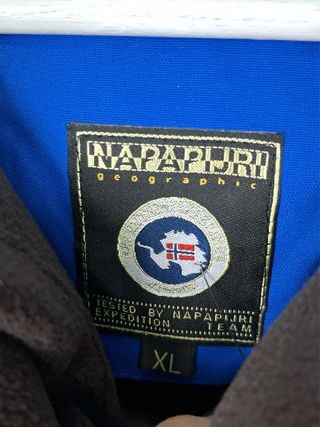 NAPAPIJRI
geographic
TESTED BY NAPAPIJRI
EXPEDITION TEAM
XL